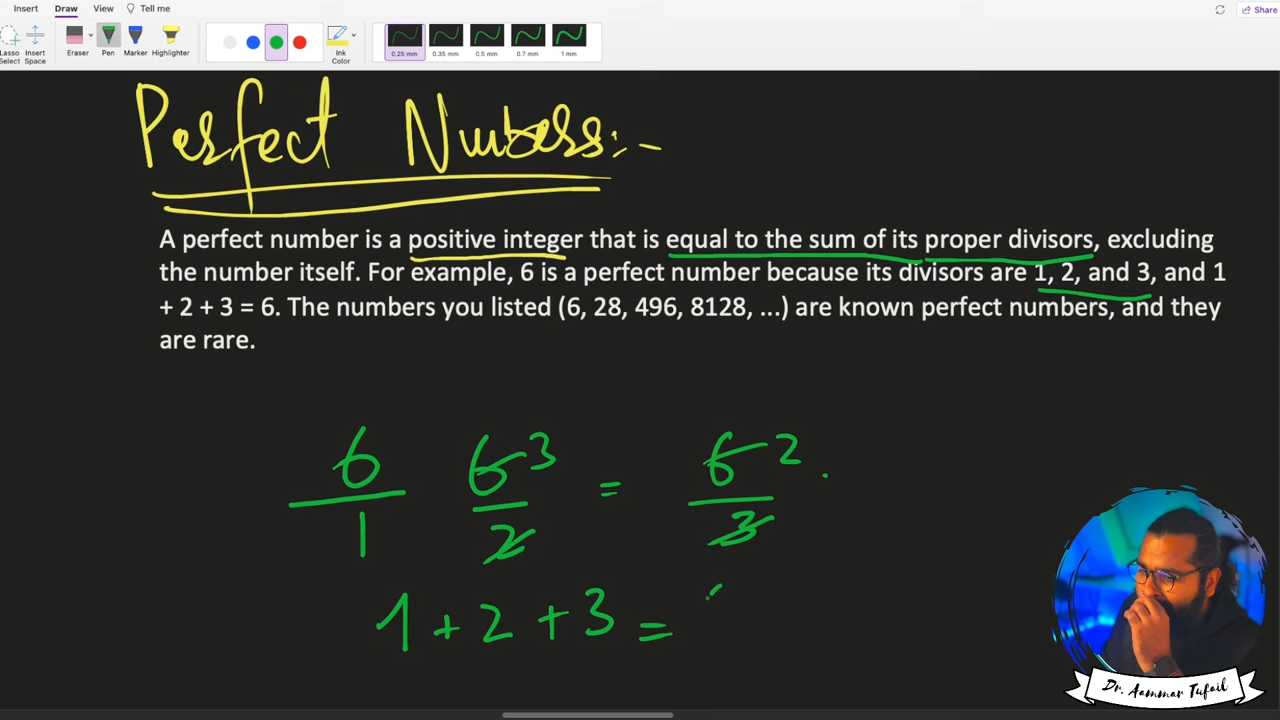 Insert Draw View Tell me Share
Lasso Select Insert Space Eraser Pen Marker Highlighter Ink Color 0.25 mm 0.35 mm 0.5 mm 0.7 mm 1 mm
Perfect Numbers:-
A perfect number is a positive integer that is equal to the sum of its proper divisors, excluding
the number itself. For example, 6 is a perfect number because its divisors are 1, 2, and 3, and 1
+ 2 + 3 = 6. The numbers you listed (6, 28, 496, 8128, ...) are known perfect numbers, and they
are rare.
6 6 3 = 6 2 .
1 2 3
1 + 2 + 3 =
Dr. Aammar Tufail